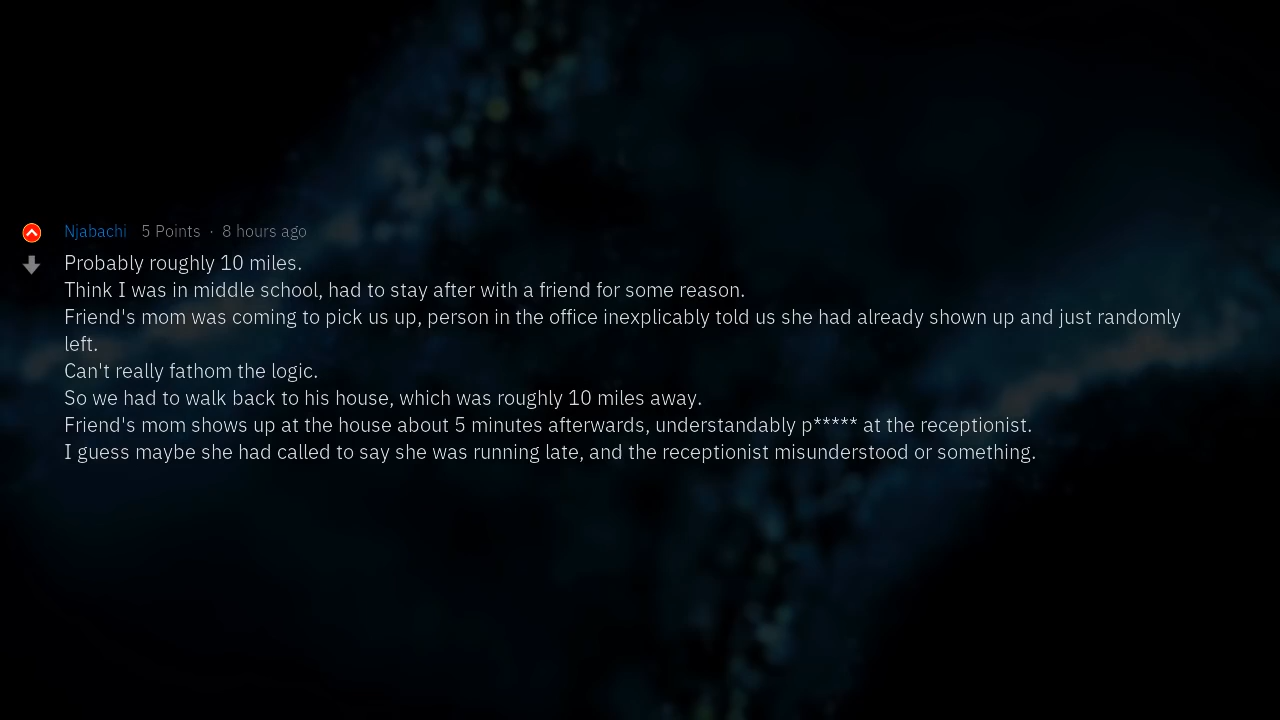 Njabachi 5 Points · 8 hours ago
Probably roughly 10 miles.
Think I was in middle school, had to stay after with a friend for some reason.
Friend's mom was coming to pick us up, person in the office inexplicably told us she had already shown up and just randomly
left.
Can't really fathom the logic.
So we had to walk back to his house, which was roughly 10 miles away.
Friend's mom shows up at the house about 5 minutes afterwards, understandably p***** at the receptionist.
I guess maybe she had called to say she was running late, and the receptionist misunderstood or something.